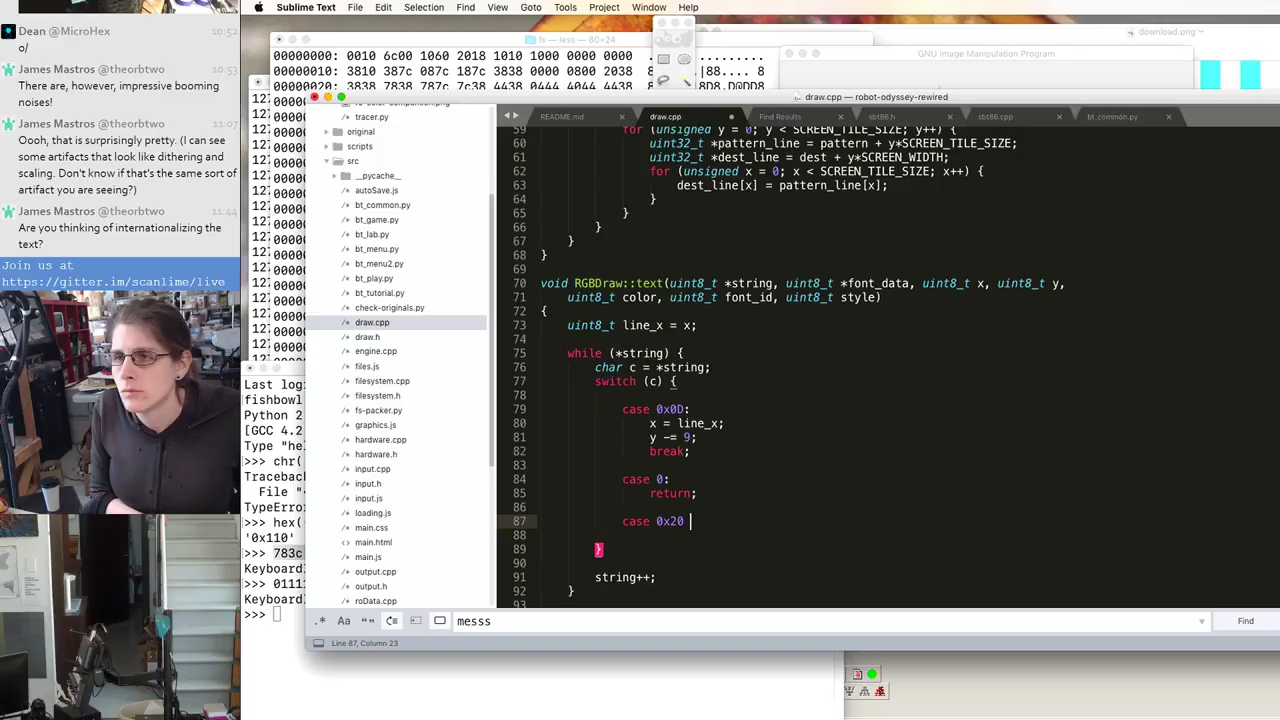 Sublime Text File Edit Selection Find View Goto Tools Project Window Help
Dean @MicroHex 10:52
o/
James Mastros @theorbtwo 10:53
There are, however, impressive booming
noises!
James Mastros @theorbtwo 11:07
Oooh, that is surprisingly pretty. (I can see
some artifacts that look like dithering and
scaling. Don't know if that's the same sort of
artifact you are seeing?)
James Mastros @theorbtwo 11:44
Are you thinking of internationalizing the
text?
Join us at
https://gitter.im/scanlime/live
fs — less — 80×24
00000000: 0010 6c00 1060 2018 1010 1000 0000 0000
00000010: 3810 387c 087c 187c 3838 0000 0800 2038
download.png
GNU Image Manipulation Program
draw.cpp — robot-odyssey-rewired
tracer.py
original
scripts
src
__pycache__
autoSave.js
bt_common.py
bt_game.py
bt_lab.py
bt_menu.py
bt_menu2.py
bt_play.py
bt_tutorial.py
check-originals.py
draw.cpp
draw.h
engine.cpp
files.js
filesystem.cpp
filesystem.h
fs-packer.py
graphics.js
hardware.cpp
hardware.h
input.cpp
input.h
input.js
loading.js
main.css
main.html
main.js
output.cpp
output.h
roData.cpp
README.md draw.cpp Find Results sbt86.h sbt86.cpp bt_common.py
59 for (unsigned y = 0; y < SCREEN_TILE_SIZE; y++) {
60 uint32_t *pattern_line = pattern + y*SCREEN_TILE_SIZE;
61 uint32_t *dest_line = dest + y*SCREEN_WIDTH;
62 for (unsigned x = 0; x < SCREEN_TILE_SIZE; x++) {
63 dest_line[x] = pattern_line[x];
64 }
65 }
66 }
67 }
68 }
69
70 void RGBDraw::text(uint8_t *string, uint8_t *font_data, uint8_t x, uint8_t y,
71 uint8_t color, uint8_t font_id, uint8_t style)
72 {
73 uint8_t line_x = x;
74
75 while (*string) {
76 char c = *string;
77 switch (c) {
78
79 case 0x0D:
80 x = line_x;
81 y -= 9;
82 break;
83
84 case 0:
85 return;
86
87 case 0x20
88
89 }
90
91 string++;
92 }
93
Last log
fishbowl
Python 2
[GCC 4.2
Type "he
>>> chr(
Traceback
File "<
TypeErro
>>> hex(
'0x110'
>>> 783c
Keyboard
>>> 0111
Keyboard
>>>
messs
Find
Line 87, Column 23